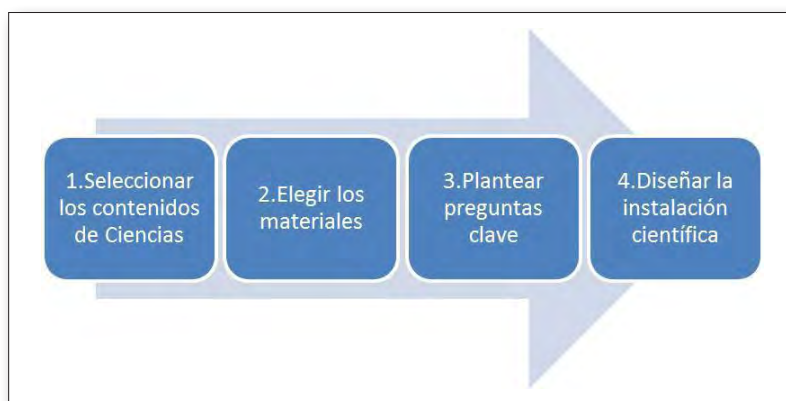 1.Seleccionar
los contenidos
de Ciencias
2.Elegir los
materiales
3.Plantear
preguntas
clave
4.Diseñar la
instalación
científica